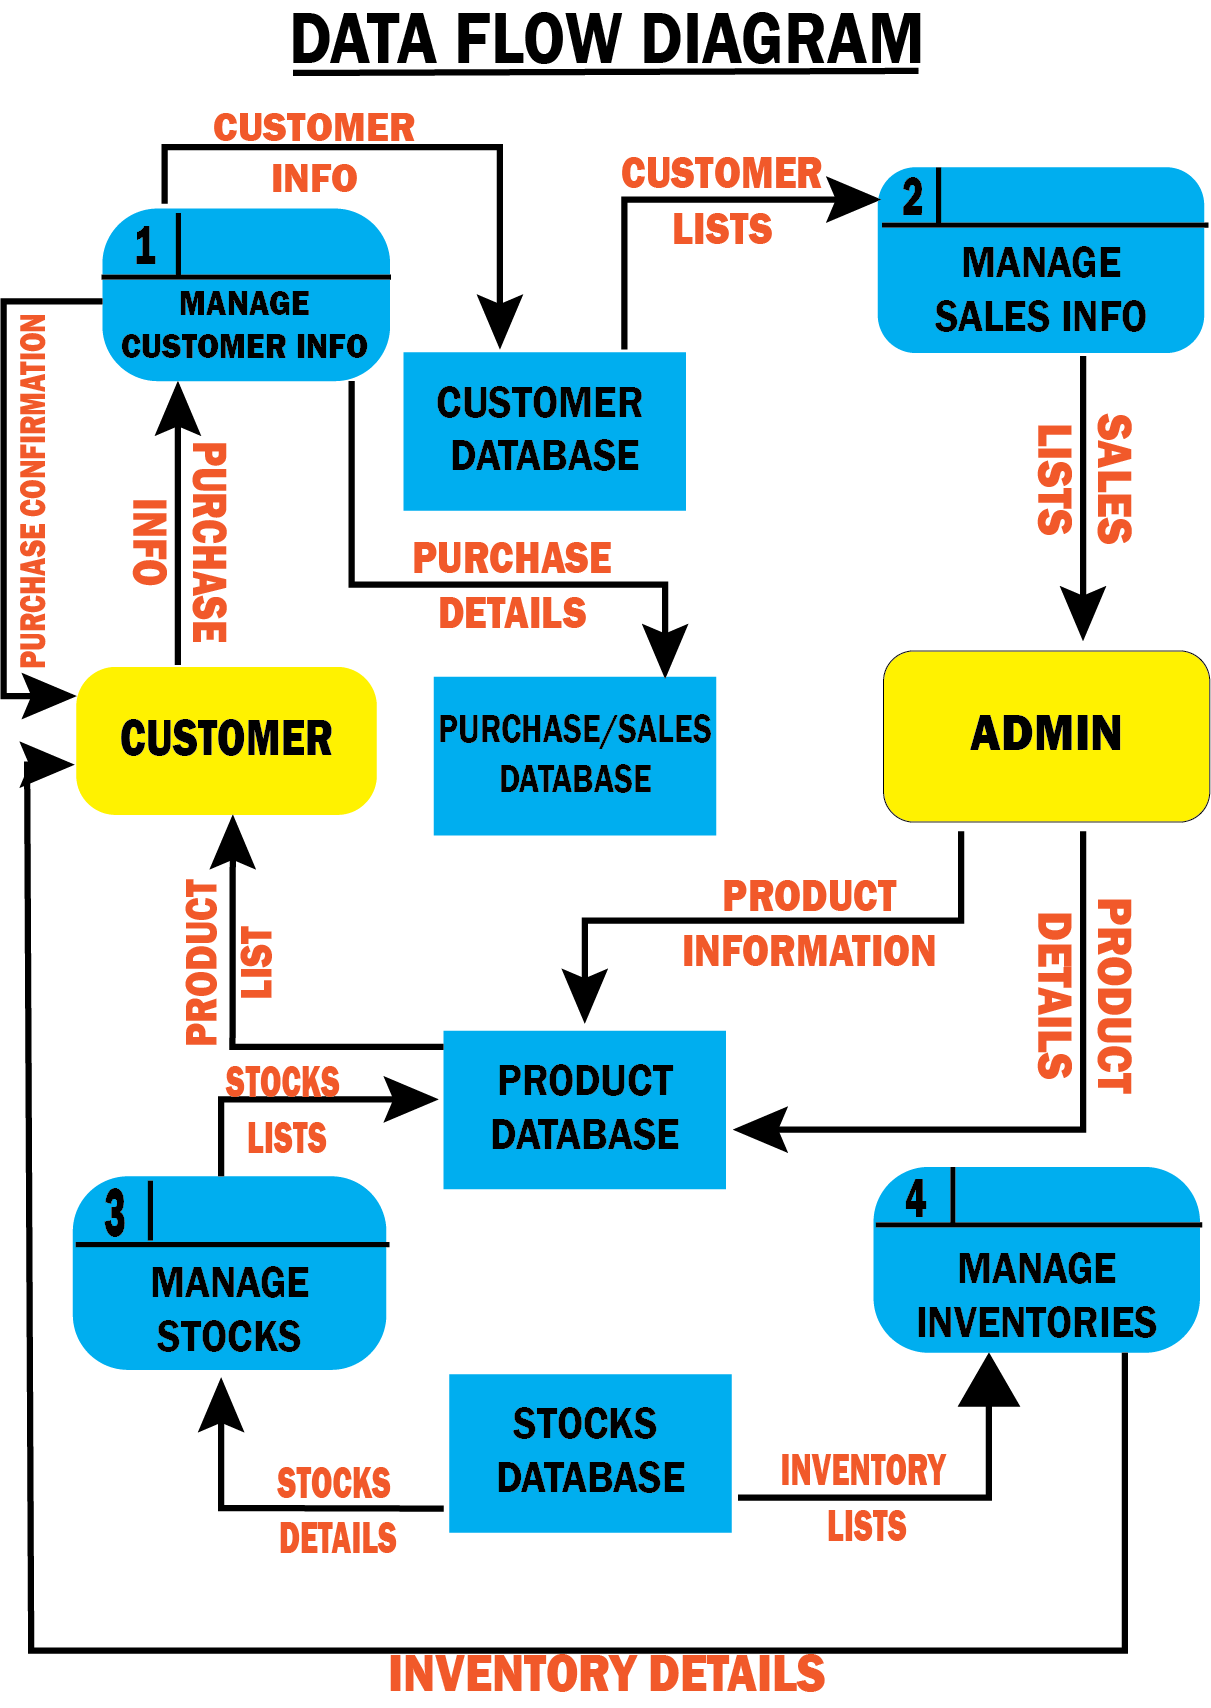 DATA FLOW DIAGRAM
CUSTOMER
INFO
CUSTOMER
LISTS
1
MANAGE
CUSTOMER INFO
2
MANAGE
SALES INFO
CUSTOMER
DATABASE
PURCHASE CONFIRMATION
PURCHASE
INFO
SALES
LISTS
PURCHASE
DETAILS
CUSTOMER
PURCHASE/SALES
DATABASE
ADMIN
PRODUCT
LIST
PRODUCT
INFORMATION
PRODUCT
DETAILS
STOCKS
LISTS
PRODUCT
DATABASE
3
MANAGE
STOCKS
4
MANAGE
INVENTORIES
STOCKS
DATABASE
STOCKS
DETAILS
INVENTORY
LISTS
INVENTORY DETAILS